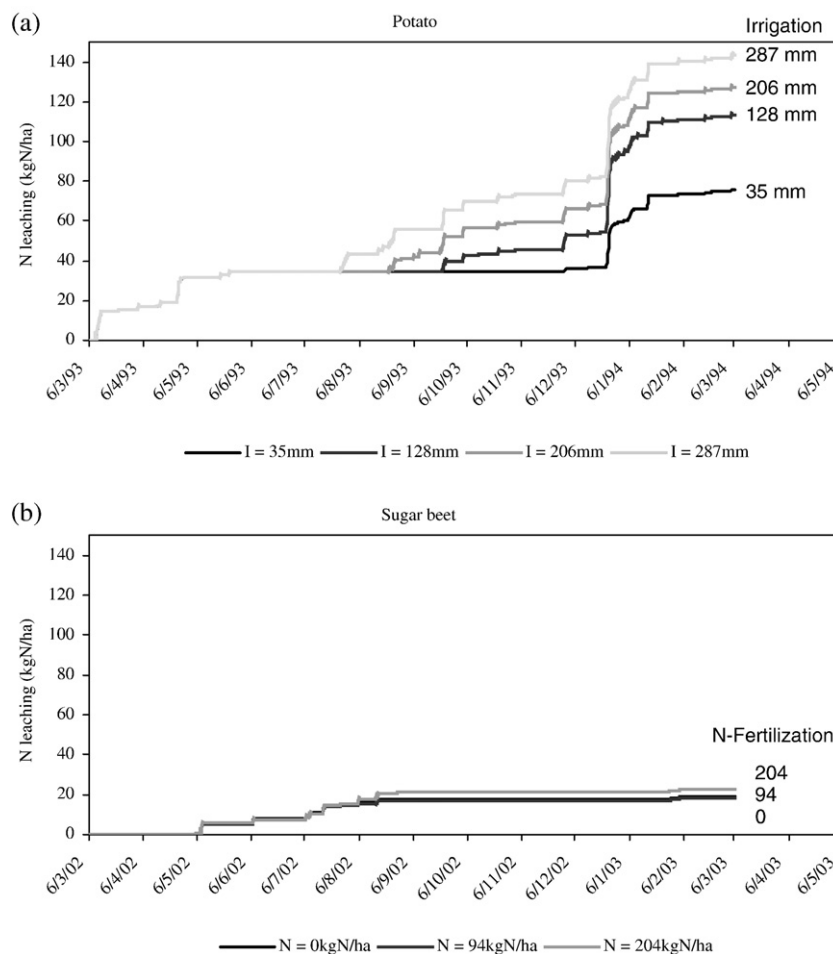 (a)
Potato
Irrigation
287 mm
206 mm
128 mm
35 mm
N leaching (kgN/ha)
140
120
100
80
60
40
20
0
6/3/93 6/4/93 6/5/93 6/6/93 6/7/93 6/8/93 6/9/93 6/10/93 6/11/93 6/12/93 6/1/94 6/2/94 6/3/94 6/4/94 6/5/94
I = 35mm I = 128mm I = 206mm I = 287mm
(b)
Sugar beet
N leaching (kgN/ha)
140
120
100
80
60
40
20
0
N-Fertilization
204
94
0
6/3/02 6/4/02 6/5/02 6/6/02 6/7/02 6/8/02 6/9/02 6/10/02 6/11/02 6/12/02 6/1/03 6/2/03 6/3/03 6/4/03 6/5/03
N = 0kgN/ha N = 94kgN/ha N = 204kgN/ha